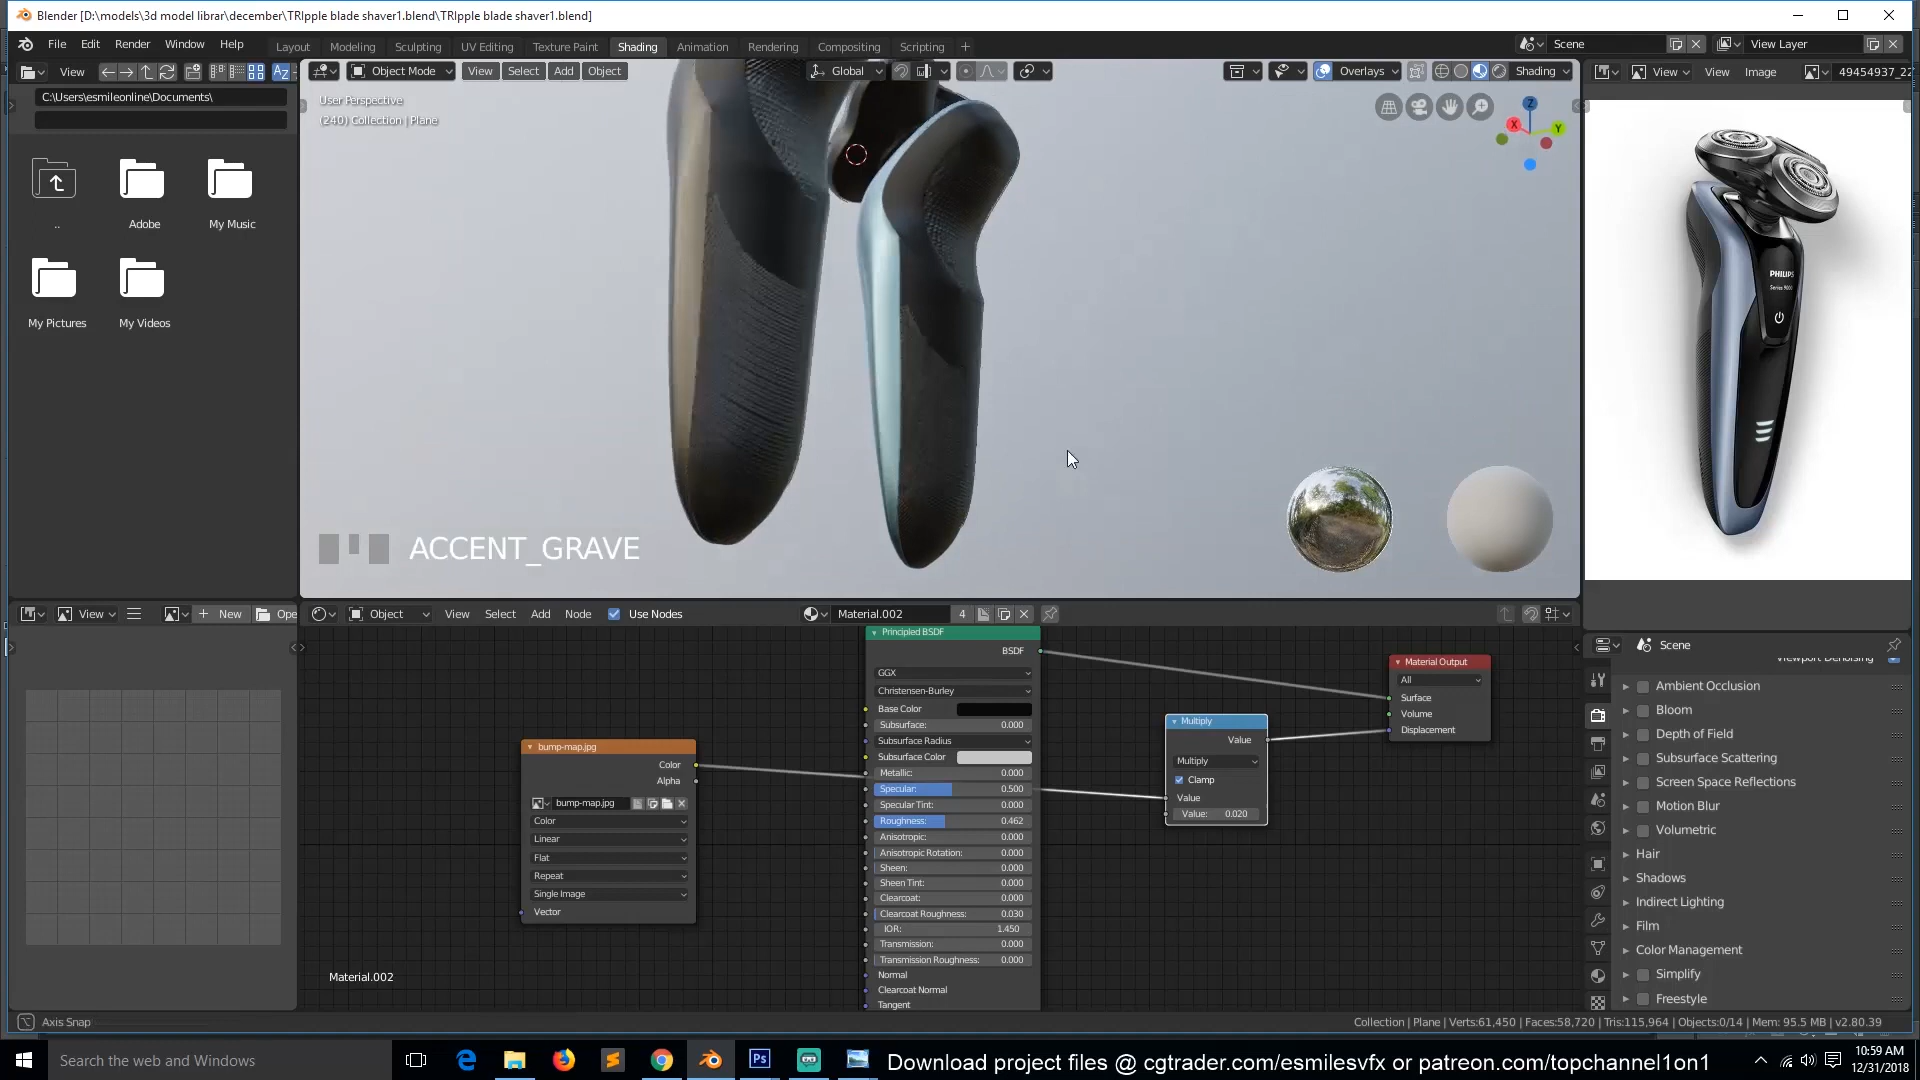 Blender [D:\models\3d model librar\december\TRIpple blade shaver1.blend\TRIpple blade shaver1.blend]
File Edit Render Window Help Layout Modeling Sculpting UV Editing Texture Paint Shading Animation Rendering Compositing Scripting + Scene View Layer
View Object Mode View Select Add Object Global Overlays Shading View View Image 49454937_22
C:\Users\esmileonline\Documents\
User Perspective
(240) Collection | Plane
Z
X
Y
..
Adobe
My Music
My Pictures
My Videos
PHILIPS
Series 9000
ACCENT_GRAVE
View New Ope
Object View Select Add Node Use Nodes Material.002 4
Scene
Viewport Denoising
Ambient Occlusion
Bloom
Depth of Field
Subsurface Scattering
Screen Space Reflections
Motion Blur
Volumetric
Hair
Shadows
Indirect Lighting
Film
Color Management
Simplify
Freestyle
bump-map.jpg
Color
Alpha
bump-map.jpg
Color
Linear
Flat
Repeat
Single Image
Vector
Principled BSDF
BSDF
GGX
Christensen-Burley
Base Color
Subsurface: 0.000
Subsurface Radius
Subsurface Color
Metallic: 0.000
Specular: 0.500
Specular Tint: 0.000
Roughness: 0.462
Anisotropic: 0.000
Anisotropic Rotation: 0.000
Sheen: 0.000
Sheen Tint: 0.000
Clearcoat: 0.000
Clearcoat Roughness: 0.030
IOR: 1.450
Transmission: 0.000
Transmission Roughness: 0.000
Normal
Clearcoat Normal
Tangent
Multiply
Value
Multiply
Clamp
Value
Value: 0.020
Material Output
All
Surface
Volume
Displacement
Material.002
Axis Snap
Collection | Plane | Verts:61,450 | Faces:58,720 | Tris:115,964 | Objects:0/14 | Mem: 95.5 MB | v2.80.39
Search the web and Windows
Download project files @ cgtrader.com/esmilesvfx or patreon.com/topchannel1on1
10:59 AM
12/31/2018